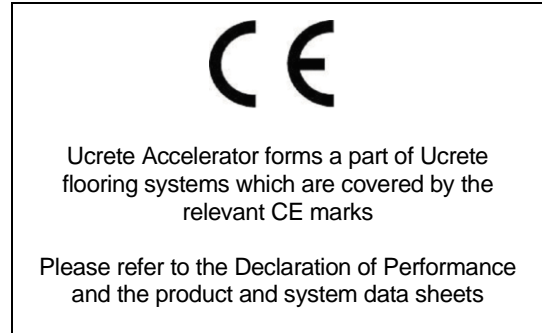 CE
Ucrete Accelerator forms a part of Ucrete
flooring systems which are covered by the
relevant CE marks
Please refer to the Declaration of Performance
and the product and system data sheets